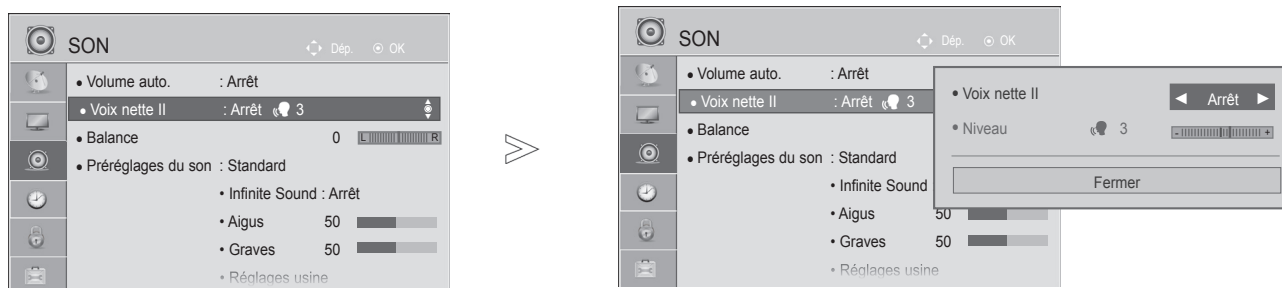 SON Dép. OK
• Volume auto. : Arrêt
• Voix nette II : Arrêt 3
• Balance 0 L R
• Préréglages du son : Standard
• Infinite Sound : Arrêt
• Aigus 50
• Graves 50
• Réglages usine
SON Dép. OK
• Volume auto. : Arrêt
• Voix nette II : Arrêt 3
• Balance
• Préréglages du son : Standard
• Infinite Sound
• Aigus 50
• Graves 50
• Réglages usine
• Voix nette II ◄ Arrêt ►
• Niveau 3 - +
Fermer